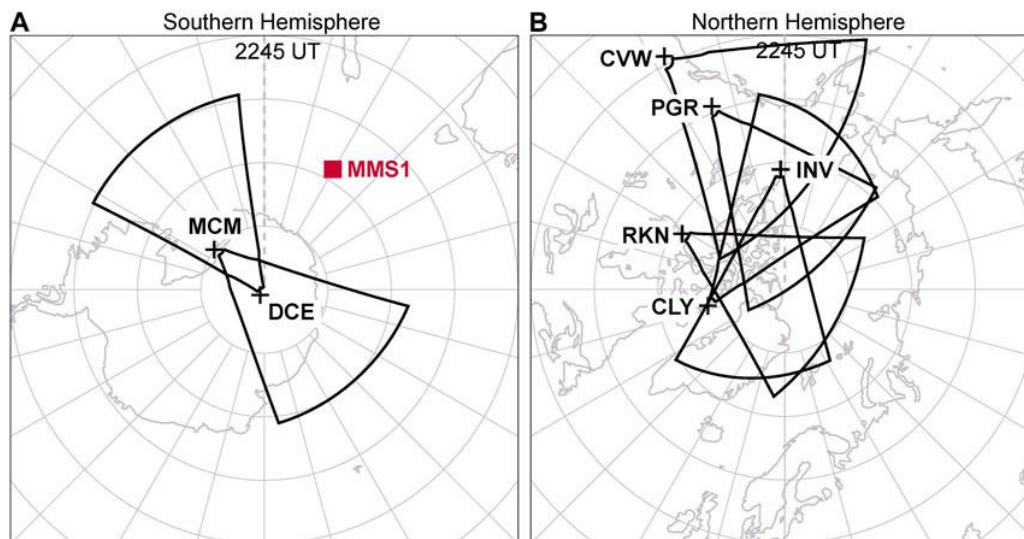 A Southern Hemisphere
2245 UT
MMS1
MCM
DCE
B Northern Hemisphere
2245 UT
CVW
PGR
INV
RKN
CLY